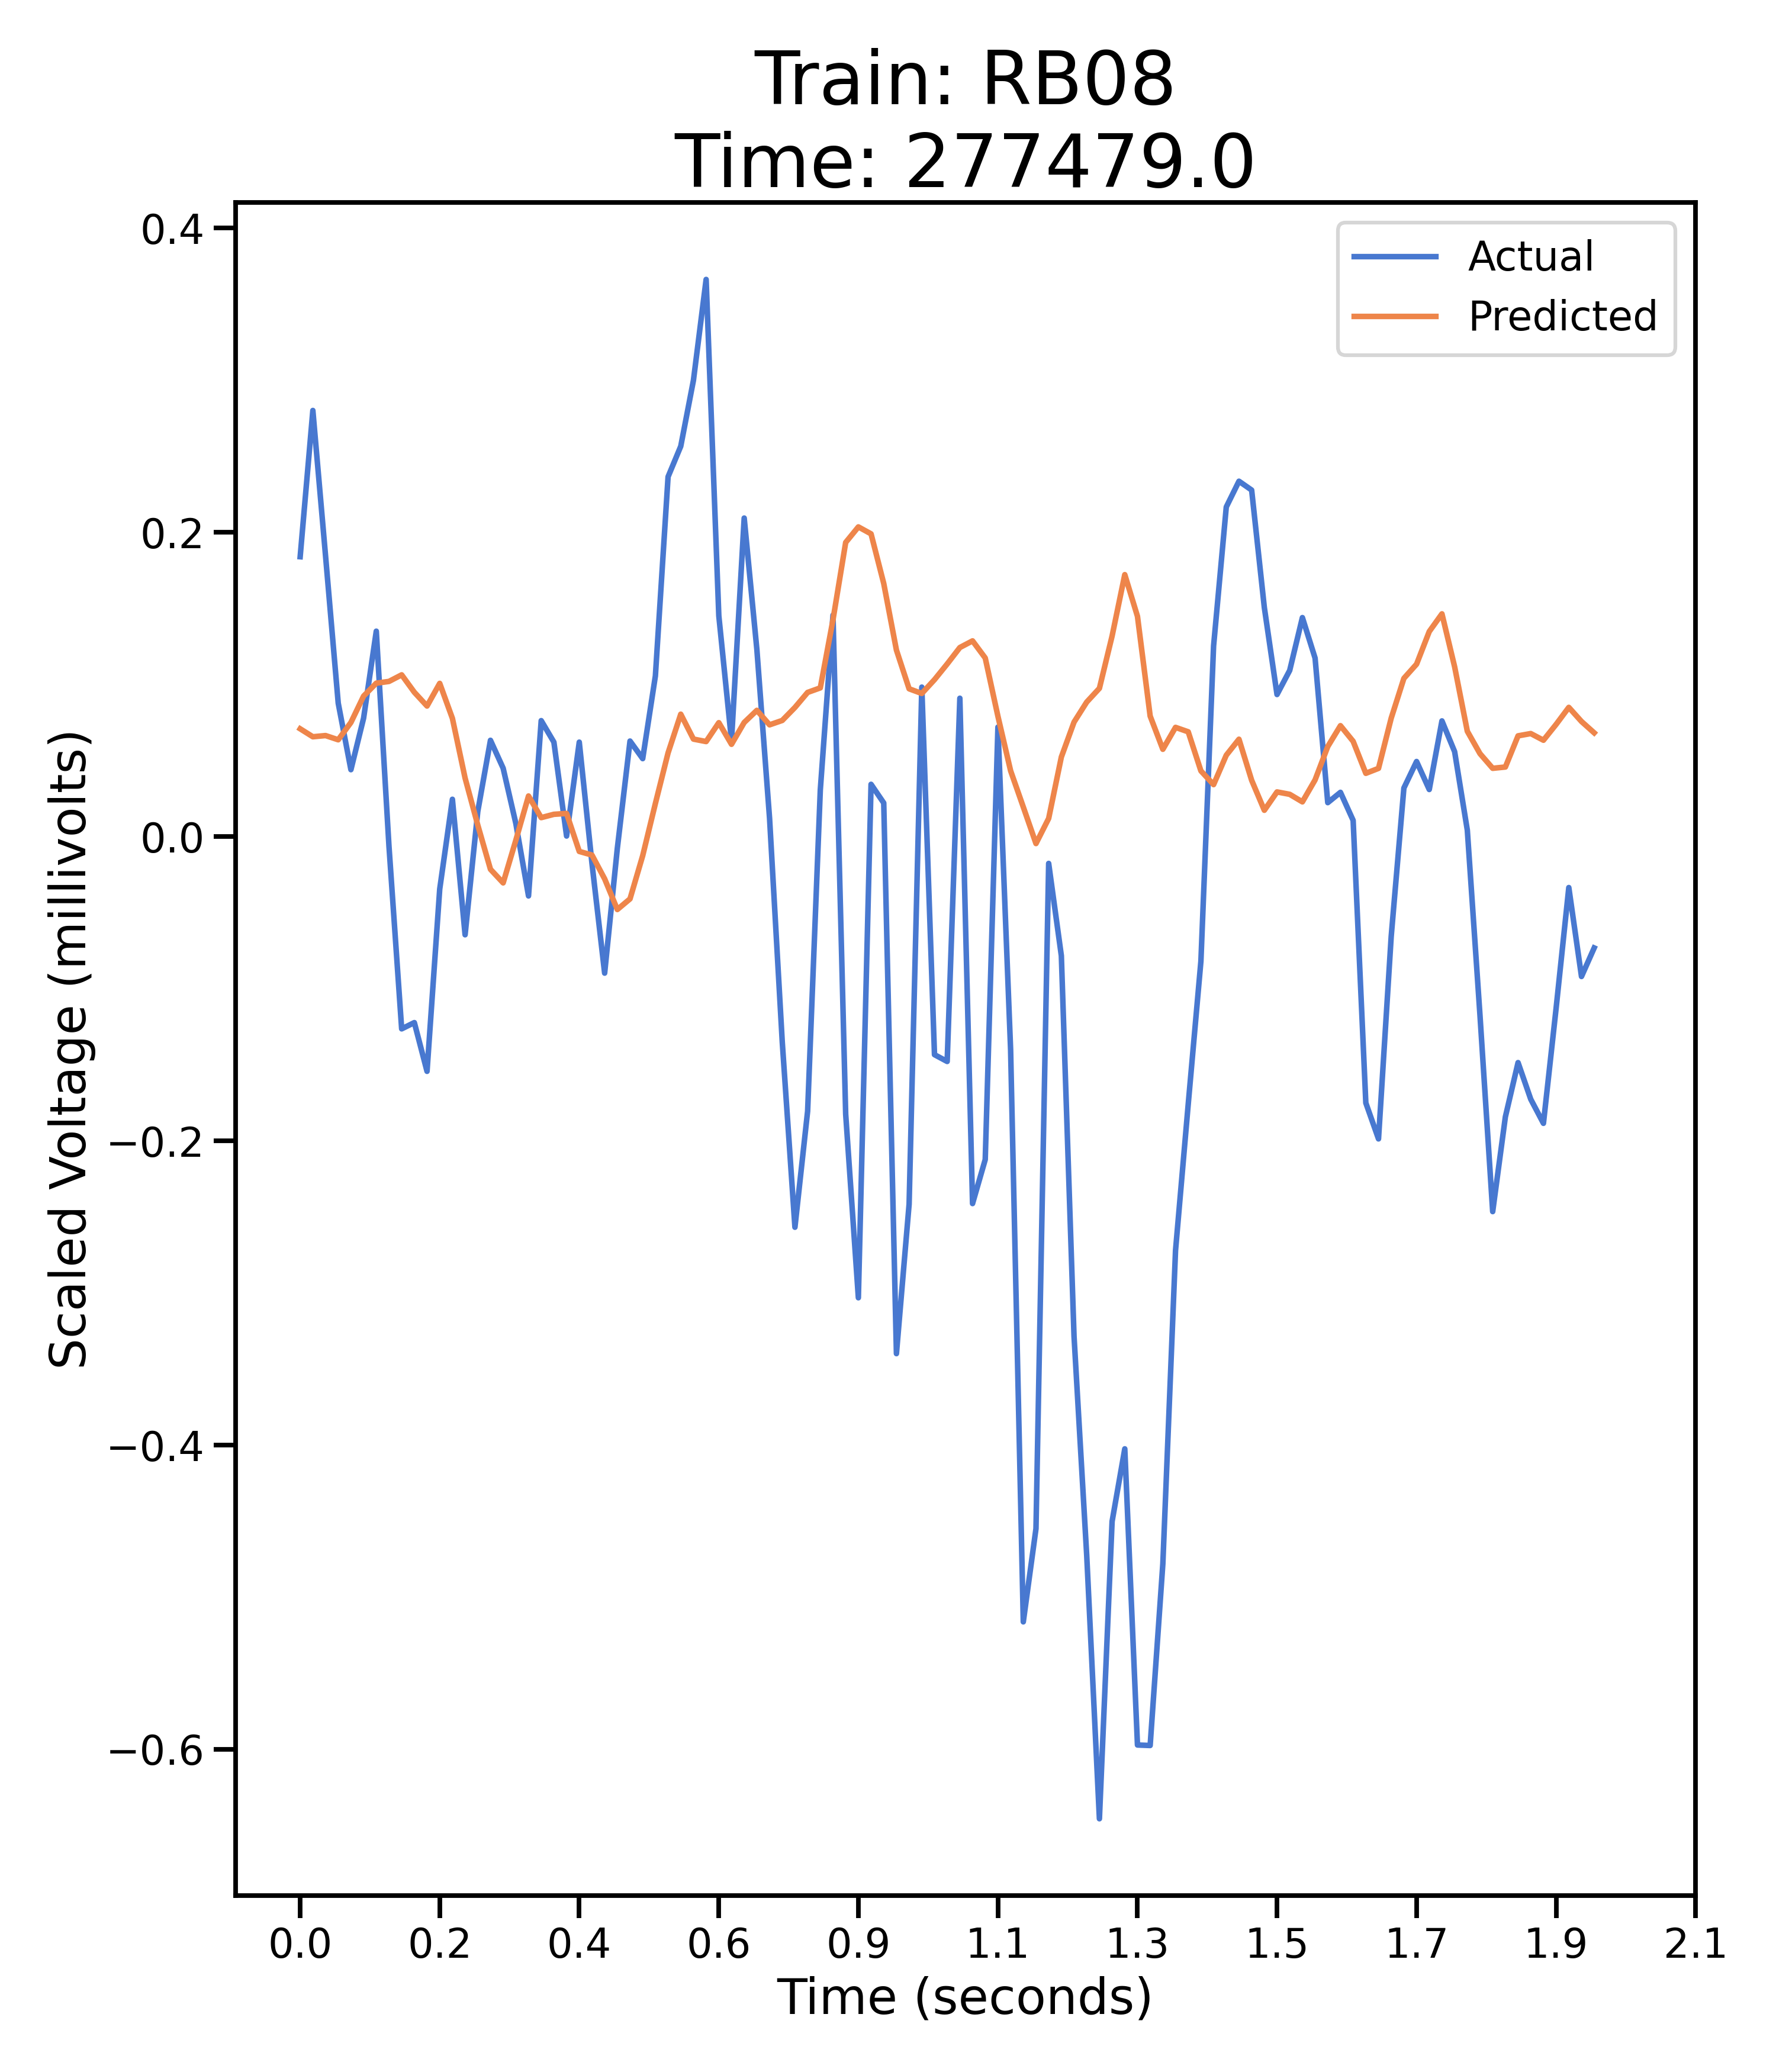 Train: RB08
Time: 277479.0
Actual
Predicted
Scaled Voltage (millivolts)
0.4
0.2
0.0
−0.2
−0.4
−0.6
0.0 0.2 0.4 0.6 0.9 1.1 1.3 1.5 1.7 1.9 2.1
Time (seconds)